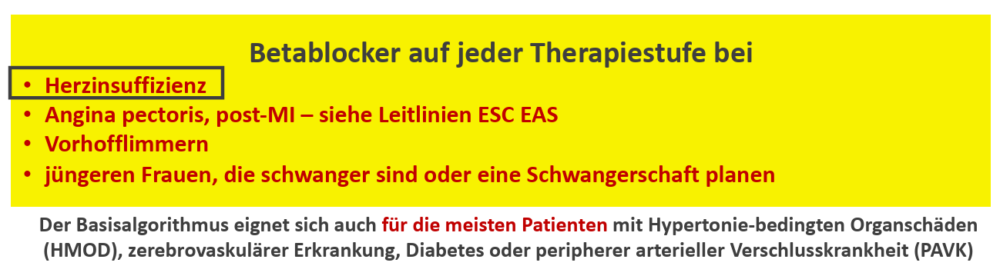 Betablocker auf jeder Therapiestufe bei
• Herzinsuffizienz
• Angina pectoris, post-MI – siehe Leitlinien ESC EAS
• Vorhofflimmern
• jüngeren Frauen, die schwanger sind oder eine Schwangerschaft planen
Der Basisalgorithmus eignet sich auch für die meisten Patienten mit Hypertonie-bedingten Organschäden
(HMOD), zerebrovaskulärer Erkrankung, Diabetes oder peripherer arterieller Verschlusskrankheit (PAVK)